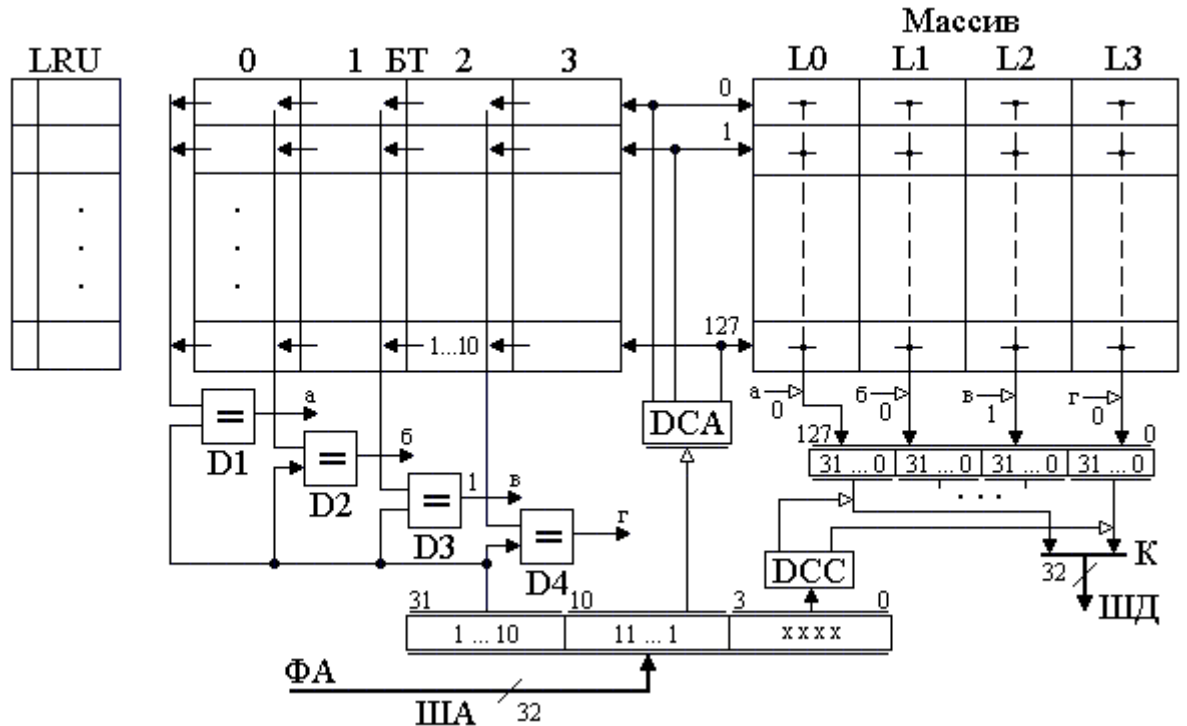 Массив
LRU 0 1 БТ 2 3 L0 L1 L2 L3
0
1
127
1...10
а 0 б 0 в 1 г 0
DCA
127 0
31 ... 0 31 ... 0 31 ... 0 31 ... 0
. . .
= а
D1
= б
D2
= 1 в
D3
= г
D4
DCC
32 К
ШД
31 10 3 0
1 ... 10 11 ... 1 x x x x
ФА
ША 32